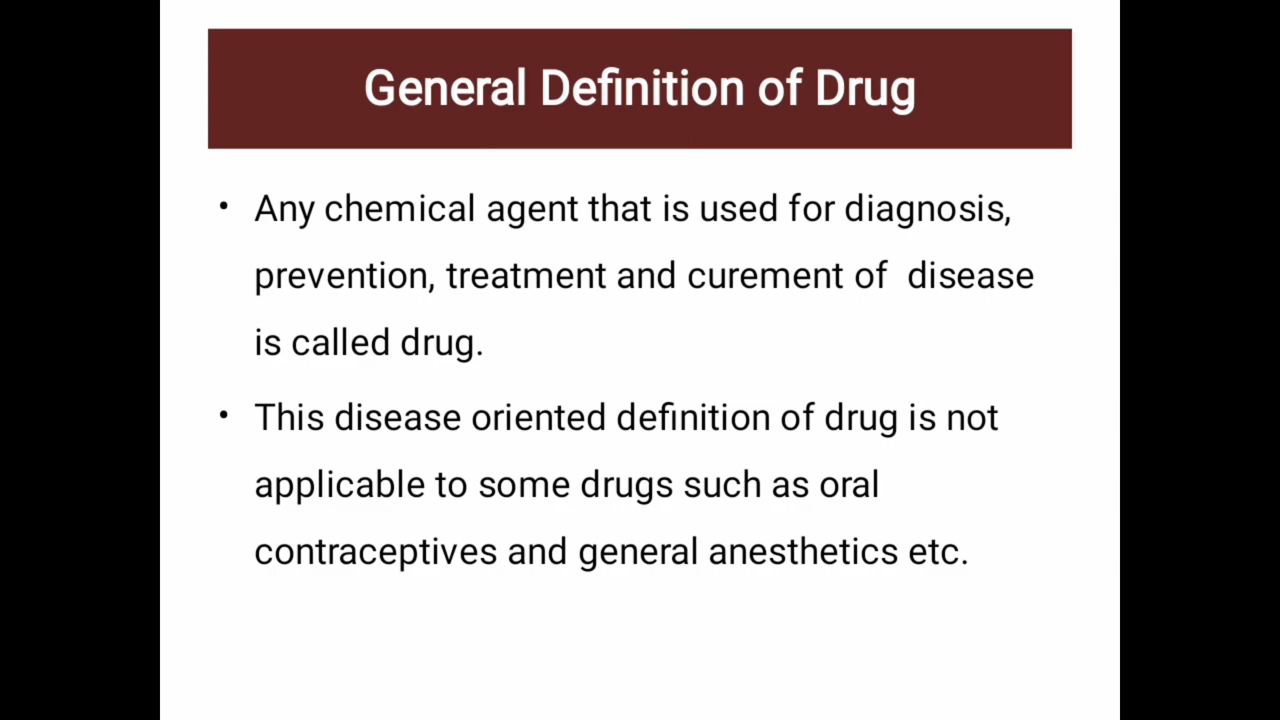 General Definition of Drug
• Any chemical agent that is used for diagnosis,
prevention, treatment and curement of  disease
is called drug.
• This disease oriented definition of drug is not
applicable to some drugs such as oral
contraceptives and general anesthetics etc.